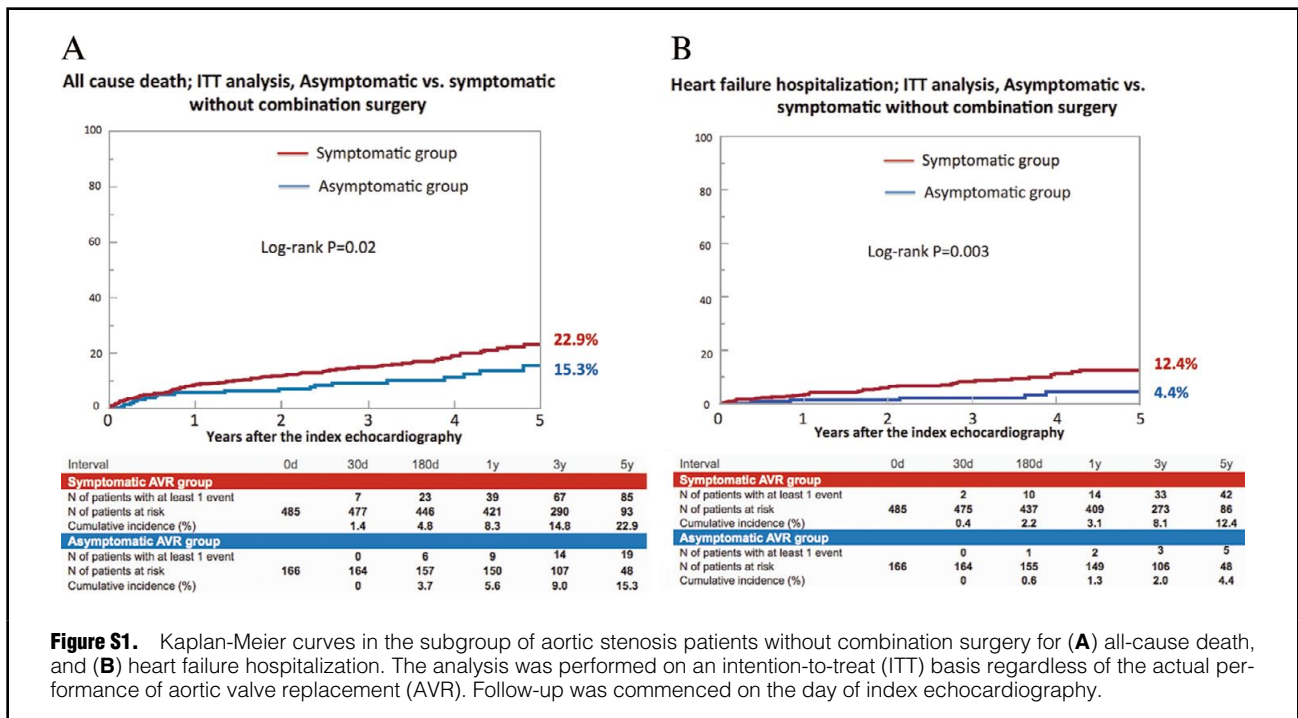 A
All cause death; ITT analysis, Asymptomatic vs. symptomatic
without combination surgery
100
80
60
40
20
0
Symptomatic group
Asymptomatic group
Log-rank P=0.02
22.9%
15.3%
0 1 2 3 4 5
Years after the index echocardiography
Interval 0d 30d 180d 1y 3y 5y
Symptomatic AVR group
N of patients with at least 1 event 7 23 39 67 85
N of patients at risk 485 477 446 421 290 93
Cumulative incidence (%) 1.4 4.8 8.3 14.8 22.9
Asymptomatic AVR group
N of patients with at least 1 event 0 6 9 14 19
N of patients at risk 166 164 157 150 107 48
Cumulative incidence (%) 0 3.7 5.6 9.0 15.3
B
Heart failure hospitalization; ITT analysis, Asymptomatic vs.
symptomatic without combination surgery
100
80
60
40
20
0
Symptomatic group
Asymptomatic group
Log-rank P=0.003
12.4%
4.4%
0 1 2 3 4 5
Years after the index echocardiography
Interval 0d 30d 180d 1y 3y 5y
Symptomatic AVR group
N of patients with at least 1 event 2 10 14 33 42
N of patients at risk 485 475 437 409 273 86
Cumulative incidence (%) 0.4 2.2 3.1 8.1 12.4
Asymptomatic AVR group
N of patients with at least 1 event 0 1 2 3 5
N of patients at risk 166 164 155 149 106 48
Cumulative incidence (%) 0 0.6 1.3 2.0 4.4
Figure S1. Kaplan-Meier curves in the subgroup of aortic stenosis patients without combination surgery for (A) all-cause death,
and (B) heart failure hospitalization. The analysis was performed on an intention-to-treat (ITT) basis regardless of the actual per-
formance of aortic valve replacement (AVR). Follow-up was commenced on the day of index echocardiography.